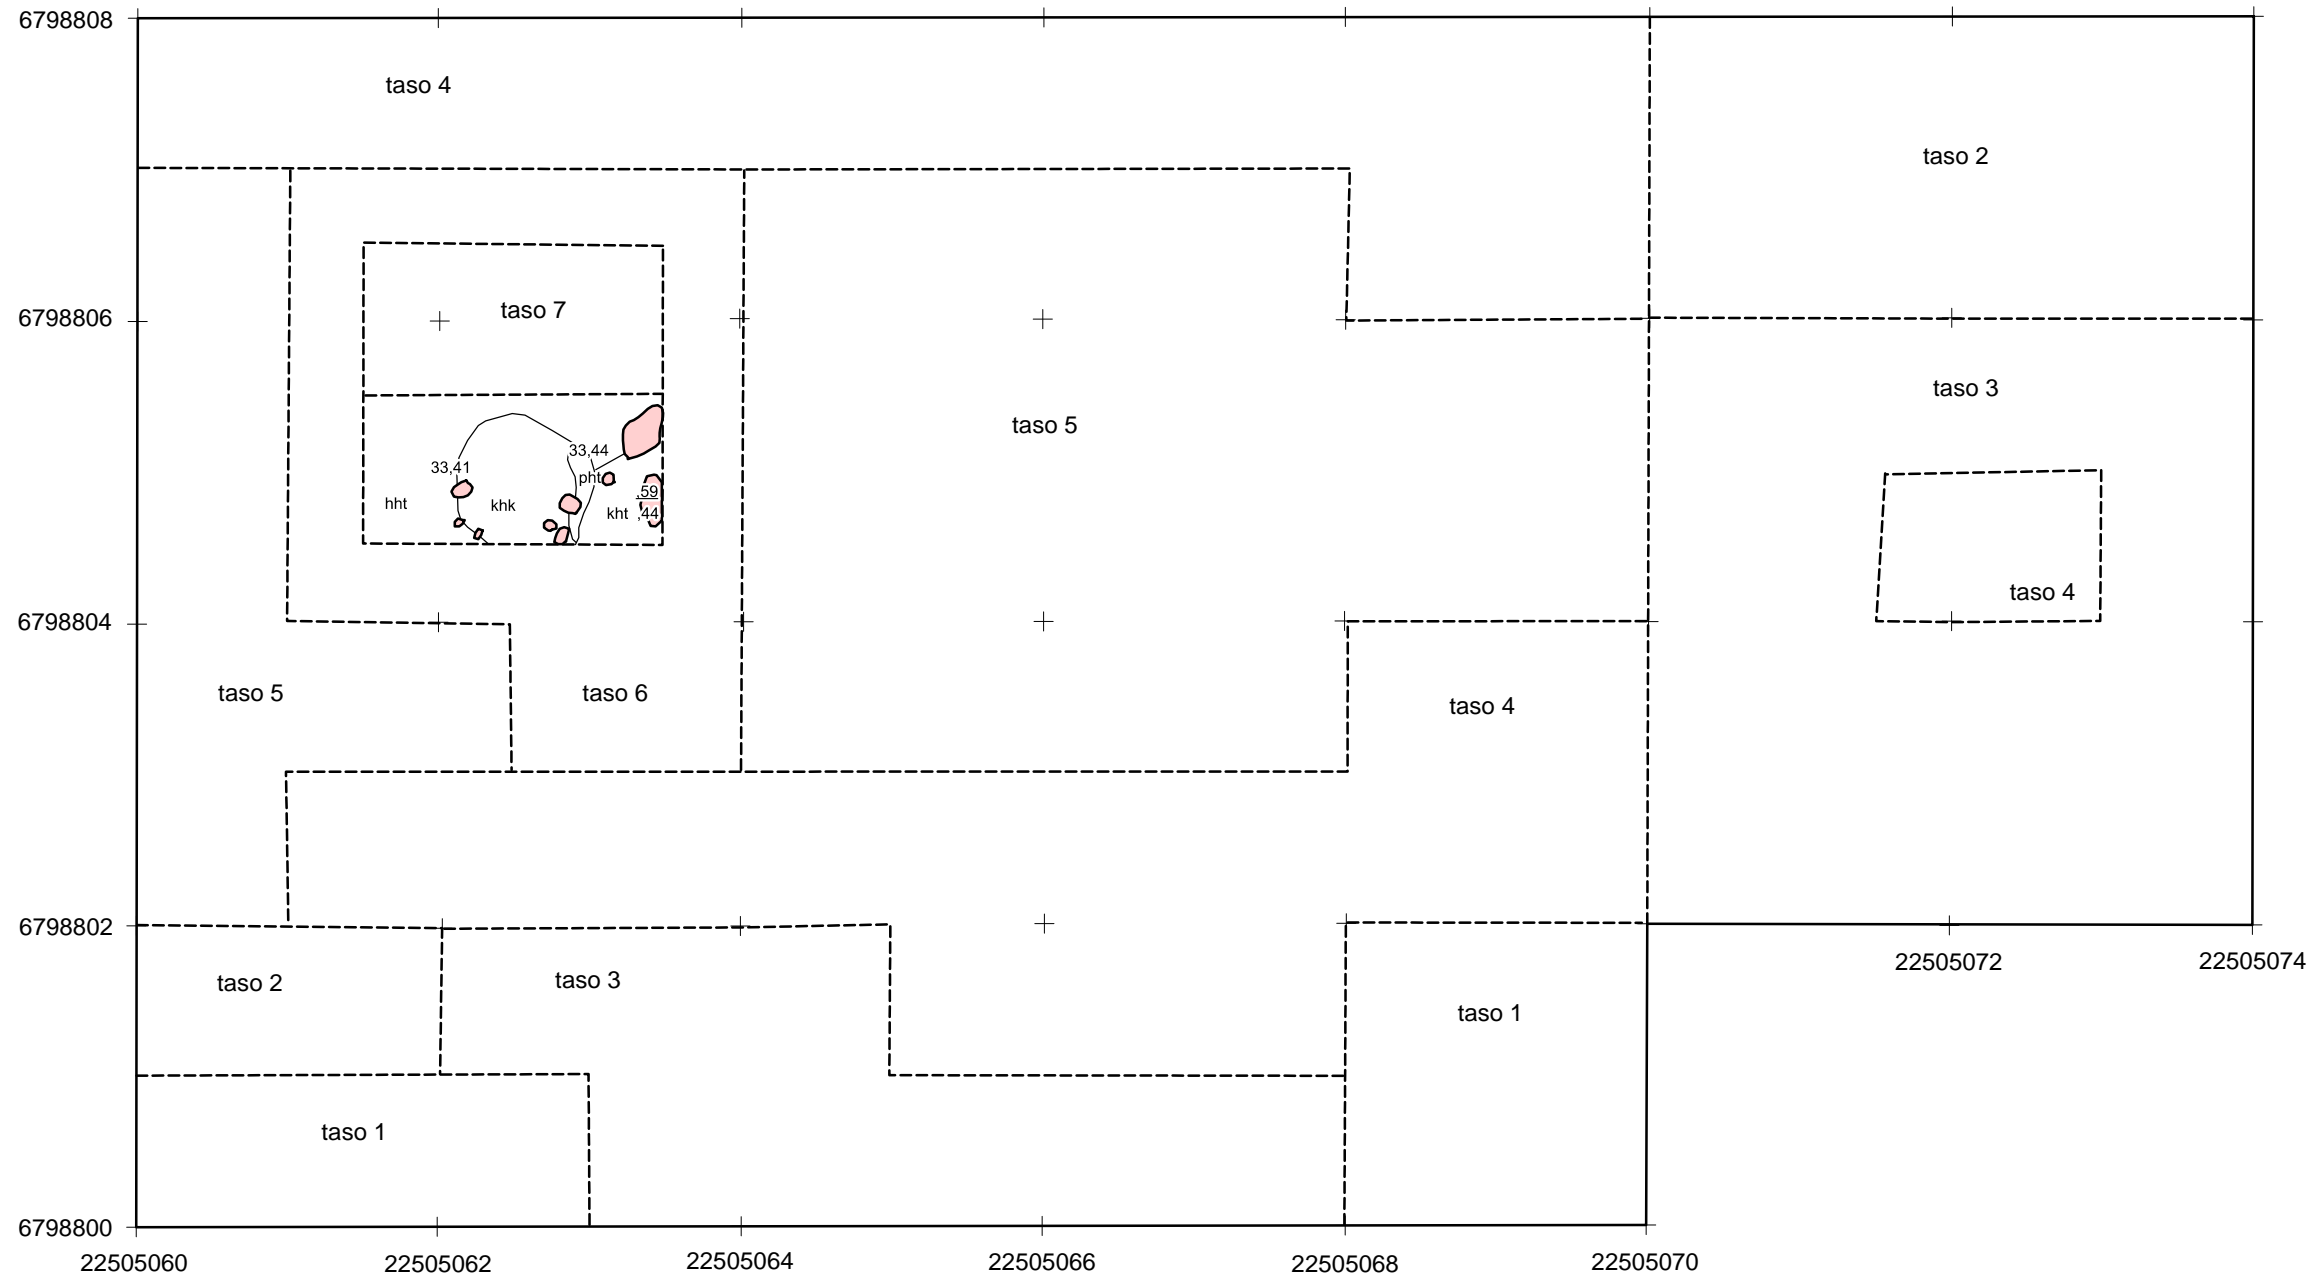 6798808
taso 4
taso 2
taso 7
6798806
taso 3
taso 5
33,44
33,41
pht
,59
hht
khk
kht
,44
taso 4
6798804
taso 5
taso 6
taso 4
6798802
22505072
22505074
taso 2
taso 3
taso 1
taso 1
6798800
22505060
22505062
22505064
22505066
22505068
22505070